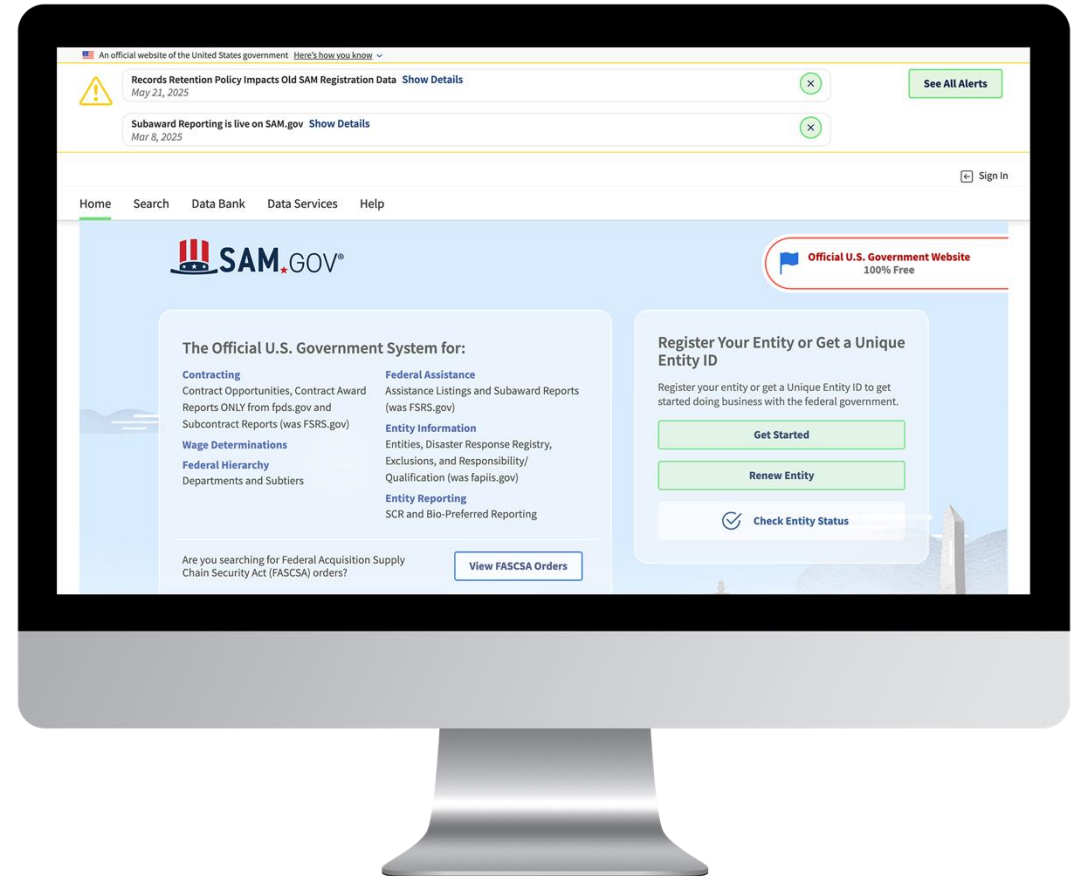 An official website of the United States government Here's how you know
Records Retention Policy Impacts Old SAM Registration Data Show Details
May 21, 2025
See All Alerts
Subaward Reporting is live on SAM.gov Show Details
Mar 8, 2025
Sign In
Home Search Data Bank Data Services Help
SAM.GOV®
Official U.S. Government Website
100% Free
The Official U.S. Government System for:
Contracting
Contract Opportunities, Contract Award
Reports ONLY from fpds.gov and
Subcontract Reports (was FSRS.gov)
Wage Determinations
Federal Hierarchy
Departments and Subtiers
Federal Assistance
Assistance Listings and Subaward Reports
(was FSRS.gov)
Entity Information
Entities, Disaster Response Registry,
Exclusions, and Responsibility/
Qualification (was fapiis.gov)
Entity Reporting
SCR and Bio-Preferred Reporting
Are you searching for Federal Acquisition Supply
Chain Security Act (FASCSA) orders?
View FASCSA Orders
Register Your Entity or Get a Unique
Entity ID
Register your entity or get a Unique Entity ID to get
started doing business with the federal government.
Get Started
Renew Entity
Check Entity Status